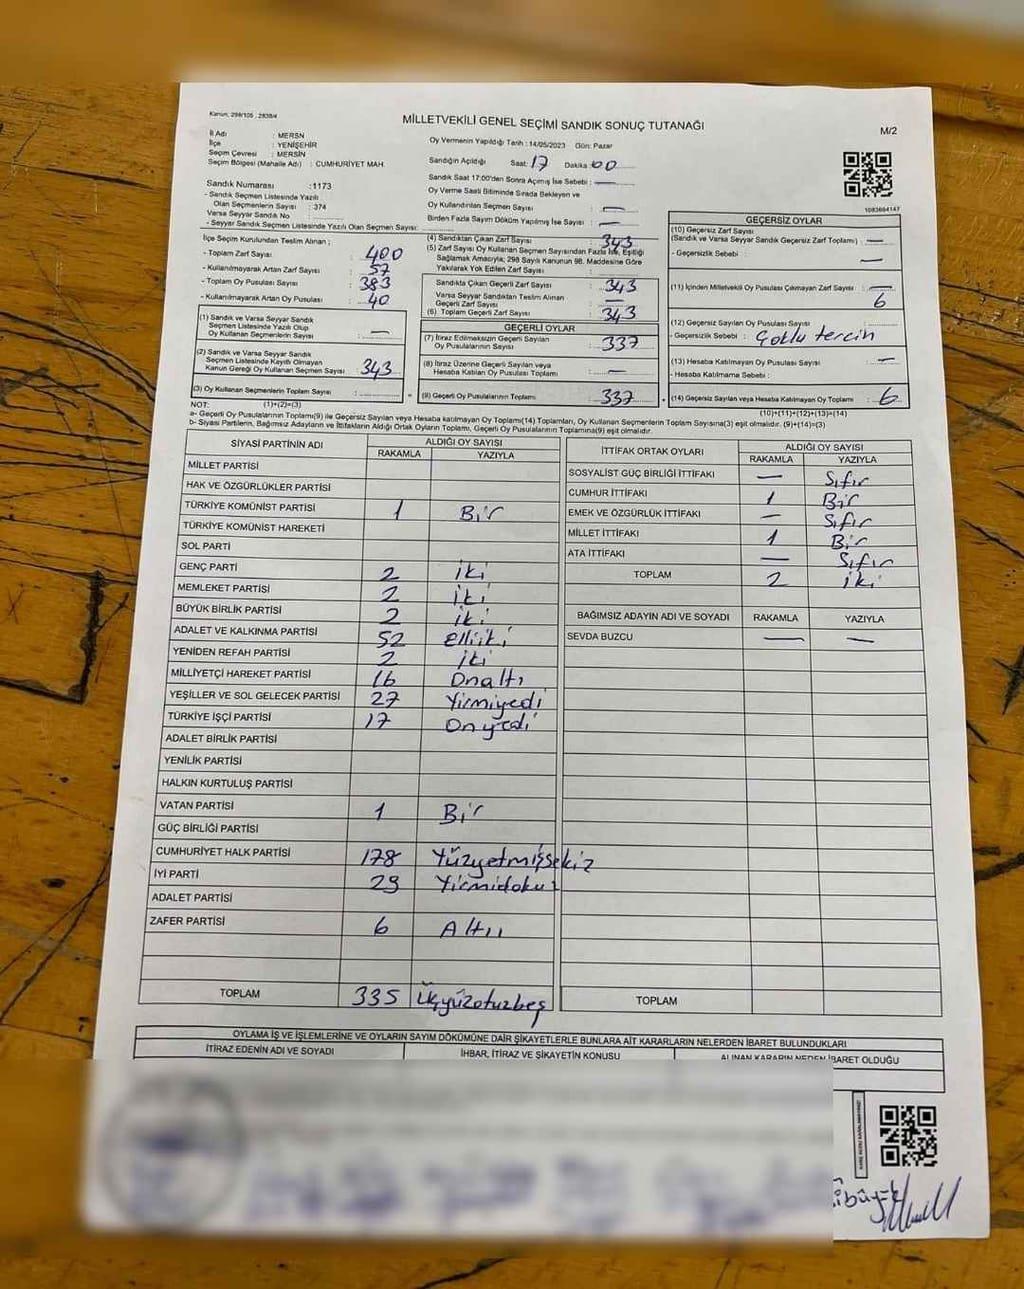 Kanun; 298/105 , 2839/4
MİLLETVEKİLİ GENEL SEÇİMİ SANDIK SONUÇ TUTANAĞI
M/2
İl Adı : MERSN
İlçe : YENİŞEHİR
Seçim Çevresi : MERSİN
Seçim Bölgesi (Mahalle Adı) : CUMHURİYET MAH.
Sandık Numarası : 1173
- Sandık Seçmen Listesinde Yazılı
Olan Seçmenlerin Sayısı : 374
Varsa Seyyar Sandık No :
- Seyyar Sandık Seçmen Listesinde Yazılı Olan Seçmen Sayısı:
Oy Vermenin Yapıldığı Tarih : 14/05/2023 Gün: Pazar
Sandığın Açıldığı Saat: 17 Dakika 00
Sandık Saat 17:00'den Sonra Açılmış İse Sebebi : —
Oy Verme Saati Bitiminde Sırada Bekleyen ve
Oy Kullandırılan Seçmen Sayısı : —
Birden Fazla Sayım Döküm Yapılmış İse Sayısı : —
1083664147
İlçe Seçim Kurulundan Teslim Alınan ;
- Toplam Zarf Sayısı : 400
- Kullanılmayarak Artan Zarf Sayısı : 57
- Toplam Oy Pusulası Sayısı : 383
- Kullanılmayarak Artan Oy Pusulası : 40
(1) Sandık ve Varsa Seyyar Sandık
Seçmen Listesinde Yazılı Olup
Oy Kullanan Seçmenlerin Sayısı : —
(2) Sandık ve Varsa Seyyar Sandık
Seçmen Listesinde Kayıtlı Olmayan
Kanun Gereği Oy Kullanan Seçmen Sayısı : 343
(3) Oy Kullanan Seçmenlerin Toplam Sayısı :
(4) Sandıktan Çıkan Zarf Sayısı : 343
(5) Zarf Sayısı Oy Kullanan Seçmen Sayısından Fazla İse, Eşitliği
Sağlamak Amacıyla; 298 Sayılı Kanunun 98. Maddesine Göre
Yakılarak Yok Edilen Zarf Sayısı :
Sandıkta Çıkan Geçerli Zarf Sayısı : 343
Varsa Seyyar Sandıktan Teslim Alınan
Geçerli Zarf Sayısı : —
(6) Toplam Geçerli Zarf Sayısı : 343
GEÇERLİ OYLAR
(7) İtiraz Edilmeksizin Geçerli Sayılan
Oy Pusulalarının Sayısı : 337
(8) İtiraz Üzerine Geçerli Sayılan veya
Hesaba Katılan Oy Pusulası Toplamı : —
(9) Geçerli Oy Pusulalarının Toplamı : 337
GEÇERSİZ OYLAR
(10) Geçersiz Zarf Sayısı
(Sandık ve Varsa Seyyar Sandık Geçersiz Zarf Toplamı) : —
- Geçersizlik Sebebi : —
(11) İçinden Milletvekili Oy Pusulası Çıkmayan Zarf Sayısı : —
6
(12) Geçersiz Sayılan Oy Pusulası Sayısı :
- Geçersizlik Sebebi : Çoklu tercin
(13) Hesaba Katılmayan Oy Pusulası Sayısı : —
- Hesaba Katılmama Sebebi :
(14) Geçersiz Sayılan veya Hesaba Katılmayan Oy Toplamı : 6
NOT: (1)+(2)=(3) (10)+(11)+(12)+(13)=(14)
a- Geçerli Oy Pusulalarının Toplamı(9) ile Geçersiz Sayılan veya Hesaba katılmayan Oy Toplamı(14) Toplamları, Oy Kullanan Seçmenlerin Toplam Sayısına(3) eşit olmalıdır. (9)+(14)=(3)
b- Siyasi Partilerin, Bağımsız Adayların ve İttifakların Aldığı Ortak Oyların Toplamı, Geçerli Oy Pusulalarının Toplamına(9) eşit olmalıdır.
SİYASİ PARTİNİN ADI ALDIĞI OY SAYISI
RAKAMLA YAZIYLA
MİLLET PARTİSİ
HAK VE ÖZGÜRLÜKLER PARTİSİ
TÜRKİYE KOMÜNİST PARTİSİ 1 Bir
TÜRKİYE KOMÜNİST HAREKETİ
SOL PARTİ
GENÇ PARTİ 2 iki
MEMLEKET PARTİSİ 2 iki
BÜYÜK BİRLİK PARTİSİ 2 iki
ADALET VE KALKINMA PARTİSİ 52 Elliiki
YENİDEN REFAH PARTİSİ 2 iki
MİLLİYETÇİ HAREKET PARTİSİ 16 Onaltı
YEŞİLLER VE SOL GELECEK PARTİSİ 27 Yirmiyedi
TÜRKİYE İŞÇİ PARTİSİ 17 Onyedi
ADALET BİRLİK PARTİSİ
YENİLİK PARTİSİ
HALKIN KURTULUŞ PARTİSİ
VATAN PARTİSİ 1 Bir
GÜÇ BİRLİĞİ PARTİSİ
CUMHURİYET HALK PARTİSİ 178 Yüzyetmişsekiz
İYİ PARTİ 29 Yirmidokuz
ADALET PARTİSİ
ZAFER PARTİSİ 6 Altı
TOPLAM 335 Üçyüzotuzbeş
İTTİFAK ORTAK OYLARI ALDIĞI OY SAYISI
RAKAMLA YAZIYLA
SOSYALİST GÜÇ BİRLİĞİ İTTİFAKI — Sıfır
CUMHUR İTTİFAKI 1 Bir
EMEK VE ÖZGÜRLÜK İTTİFAKI — Sıfır
MİLLET İTTİFAKI 1 Bir
ATA İTTİFAKI — Sıfır
TOPLAM 2 iki
BAĞIMSIZ ADAYIN ADI VE SOYADI RAKAMLA YAZIYLA
SEVDA BUZCU — —
TOPLAM
OYLAMA İŞ VE İŞLEMLERİNE VE OYLARIN SAYIM DÖKÜMÜNE DAİR ŞİKAYETLERLE BUNLARA AİT KARARLARIN NELERDEN İBARET BULUNDUKLARI
İTİRAZ EDENİN ADI VE SOYADI İHBAR, İTİRAZ VE ŞİKAYETİN KONUSU ALINAN KARARIN NEDEN İBARET OLDUĞU